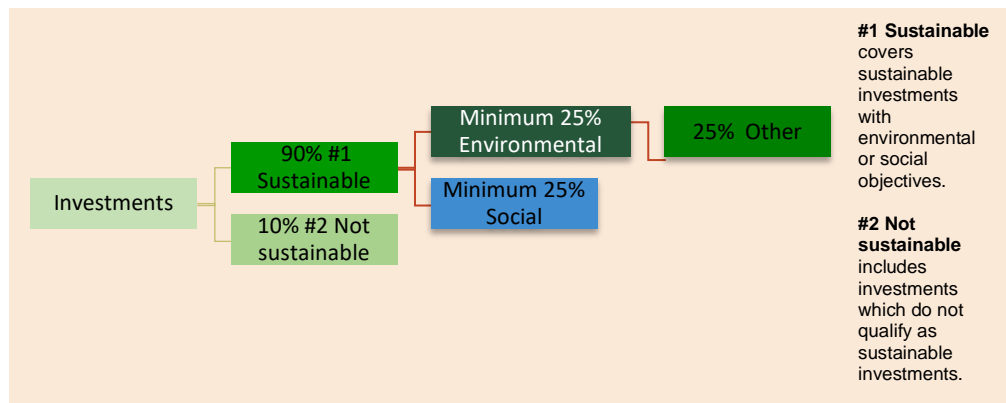 Investments
90% #1
Sustainable
10% #2 Not
sustainable
Minimum 25%
Environmental
Minimum 25%
Social
25% Other
#1 Sustainable
covers
sustainable
investments
with
environmental
or social
objectives.
#2 Not
sustainable
includes
investments
which do not
qualify as
sustainable
investments.